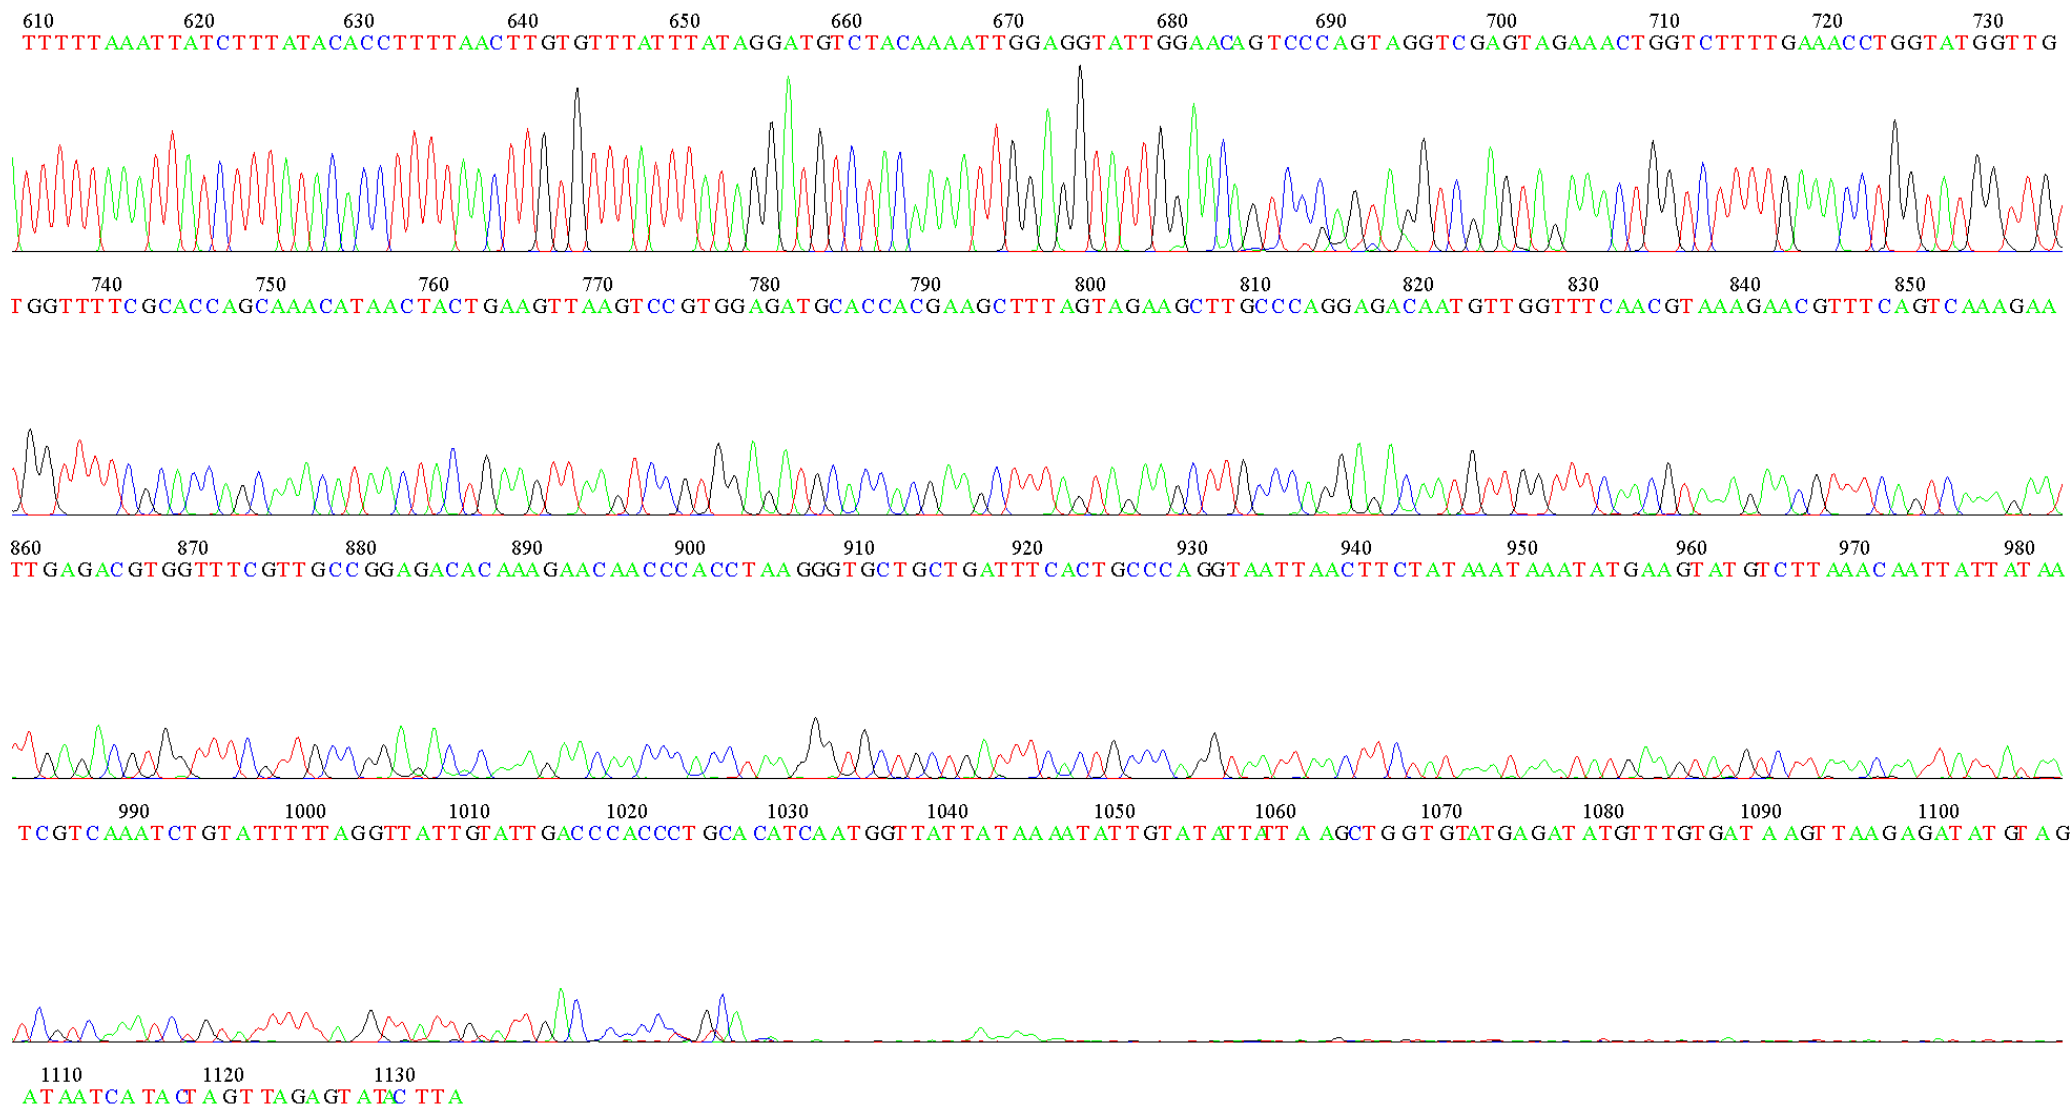 610 620 630 640 650 660 670 680 690 700 710 720 730
TTTTTAAATTATCTTTATACACCTTTTAACTTGTGTTTATTTATAGGATGTCTACAAAATTGGAGGTATTGGAACAGTCCCAGTAGGTCGAGTAGAAACTGGTCTTTTGAAACCTGGTATGGTTG
740 750 760 770 780 790 800 810 820 830 840 850
TGGTTTTCGCACCAGCAAACATAACTACTGAAGTTAAGTCCGTGGAGATGCACCACGAAGCTTTAGTAGAAGCTTGCCCAGGAGACAATGTTGGTTTCAACGTAAAGAACGTTTCAGTCAAAGAA
860 870 880 890 900 910 920 930 940 950 960 970 980
TTGAGACGTGGTTTCGTTGCCGGAGACACAAAGAACAACCCACCTAAGGGTGCTGCTGATTTCACTGCCCAGGTAATTAACTTCTATAAATAAATATGAAGTATGTCTTAAACAATTATTATAA
990 1000 1010 1020 1030 1040 1050 1060 1070 1080 1090 1100
TCGTCAAATCTGTATTTTTAGGTTATTGTATTGACCCACCCTGCACATCAATGGTTATTATAAAATATTGTATATTATTAAGCTGGTGTATGAGATATGTTTGTGATAAGTTAAGAGATATGTAG
1110 1120 1130
ATAATCATACTAGTTAGAGTATACTTA